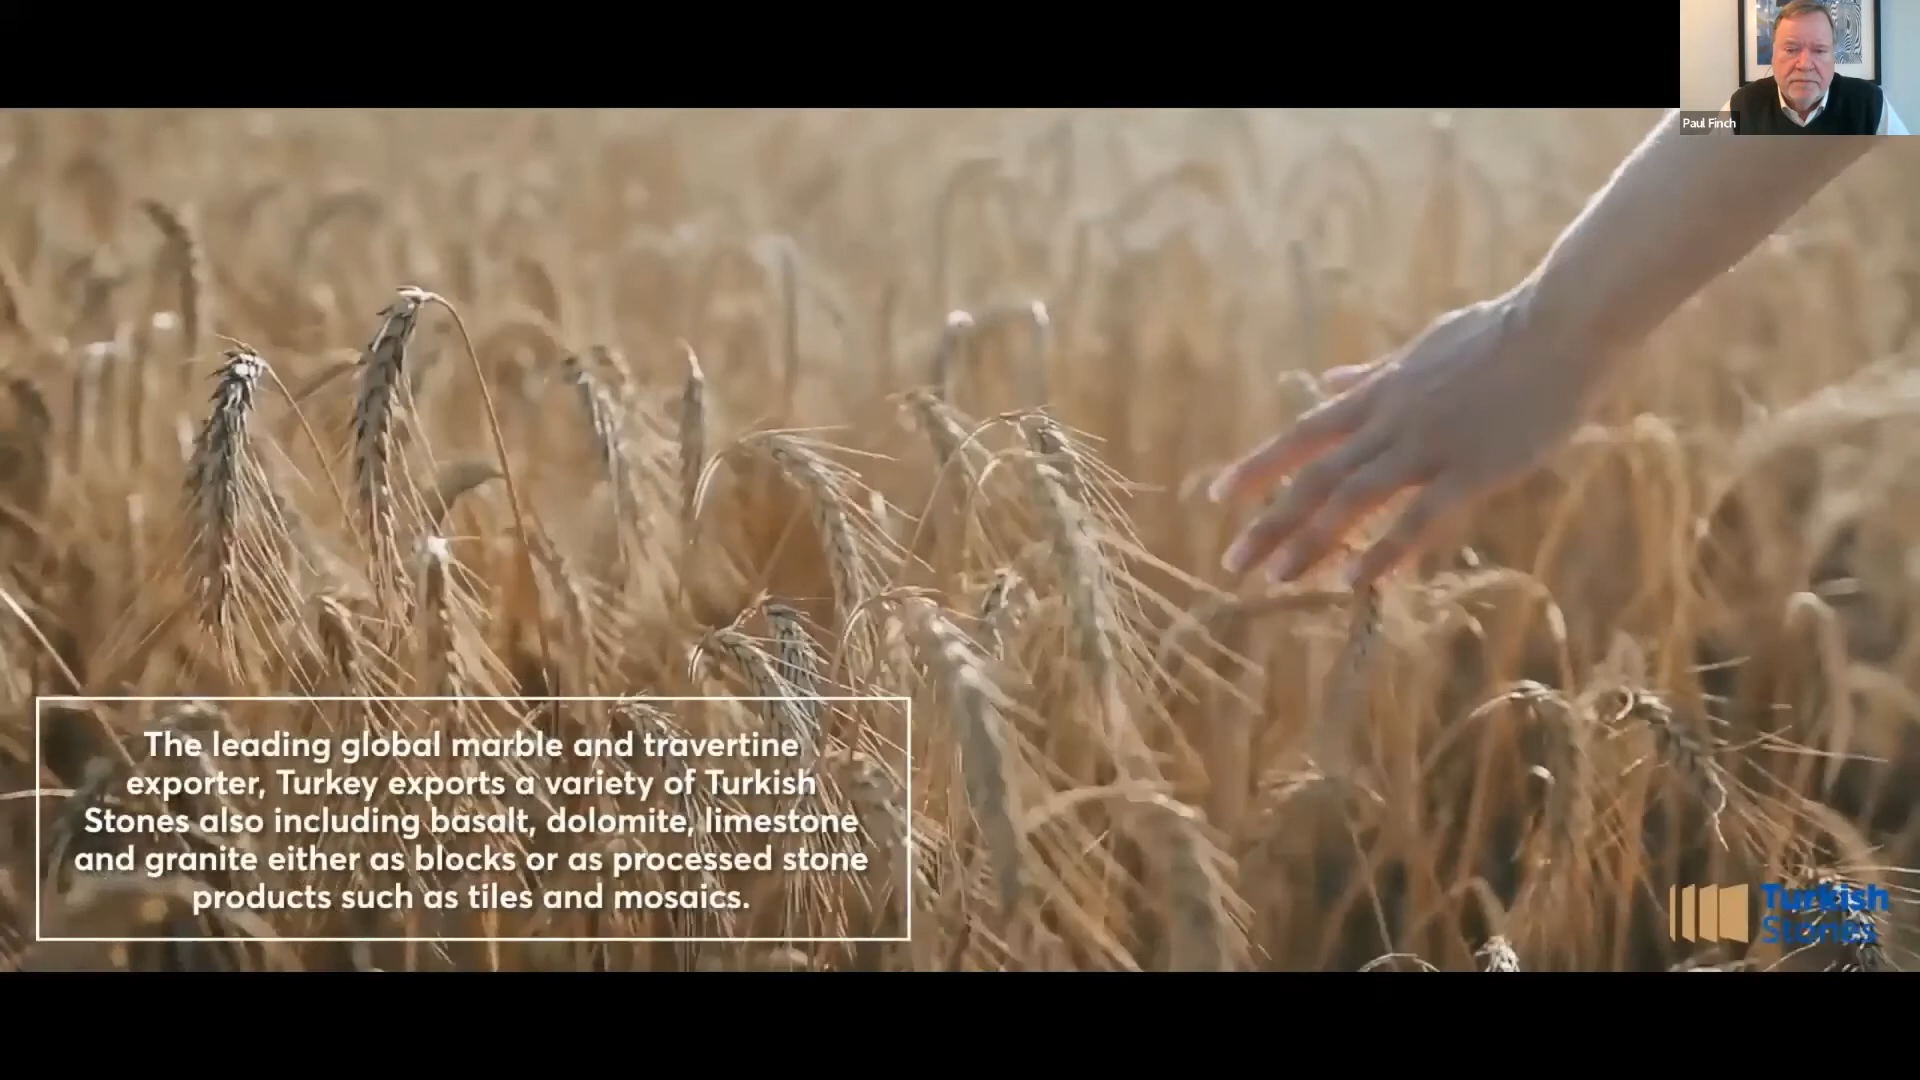 Paul Finch
The leading global marble and travertine
exporter, Turkey exports a variety of Turkish
Stones also including basalt, dolomite, limestone
and granite either as blocks or as processed stone
products such as tiles and mosaics.
Turkish
Stones